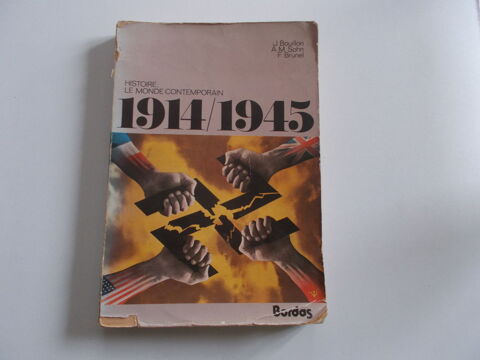 J Bouillon
A.M. Sohn
F Brunel
HISTOIRE:
LE MONDE CONTEMPORAIN
1914/1945
Bordas